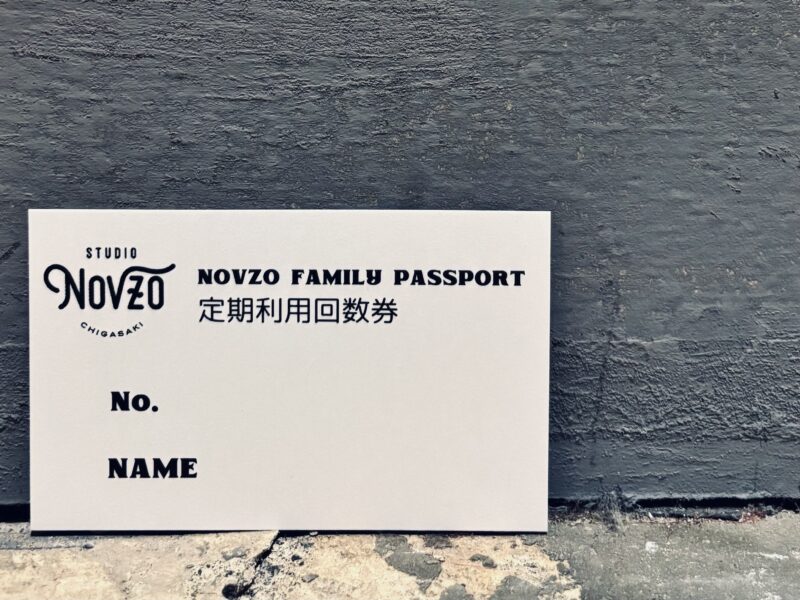 STUDIO
NOVZO
CHIGASAKI
NOVZO FAMILY PASSPORT
定期利用回数券
No.
NAME